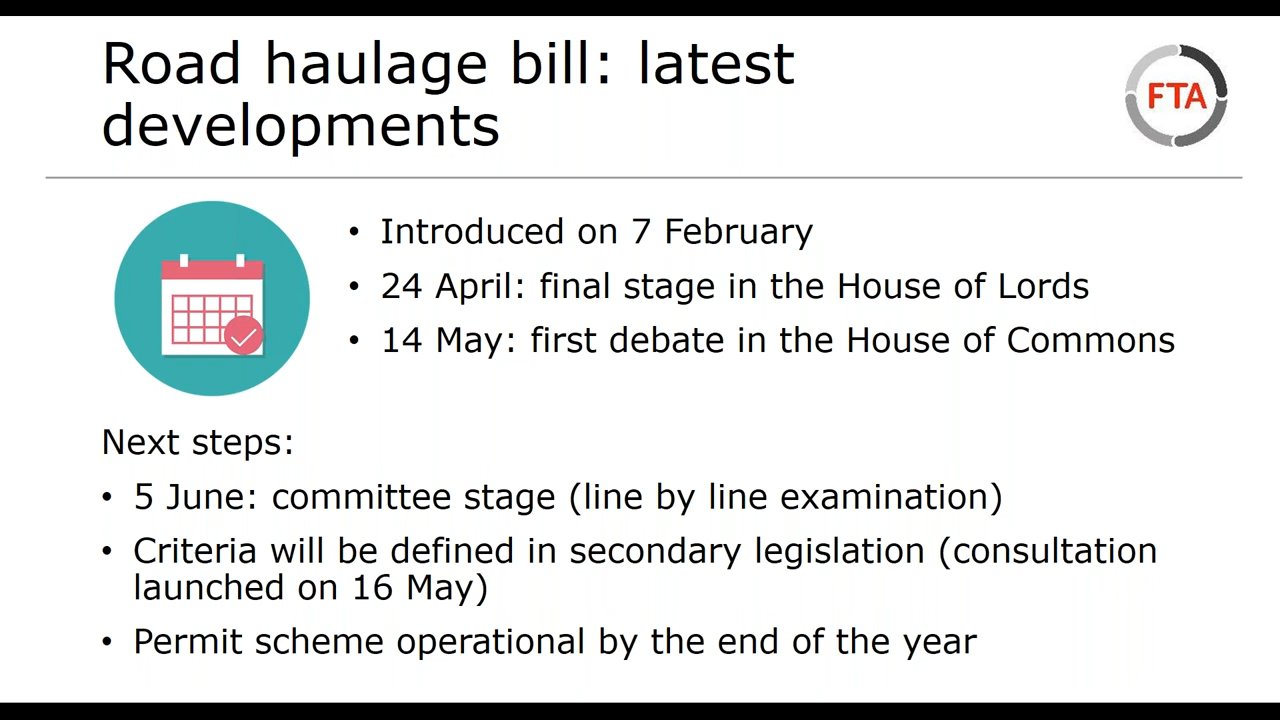 Road haulage bill: latest
developments
FTA
• Introduced on 7 February
• 24 April: final stage in the House of Lords
• 14 May: first debate in the House of Commons
Next steps:
• 5 June: committee stage (line by line examination)
• Criteria will be defined in secondary legislation (consultation
launched on 16 May)
• Permit scheme operational by the end of the year